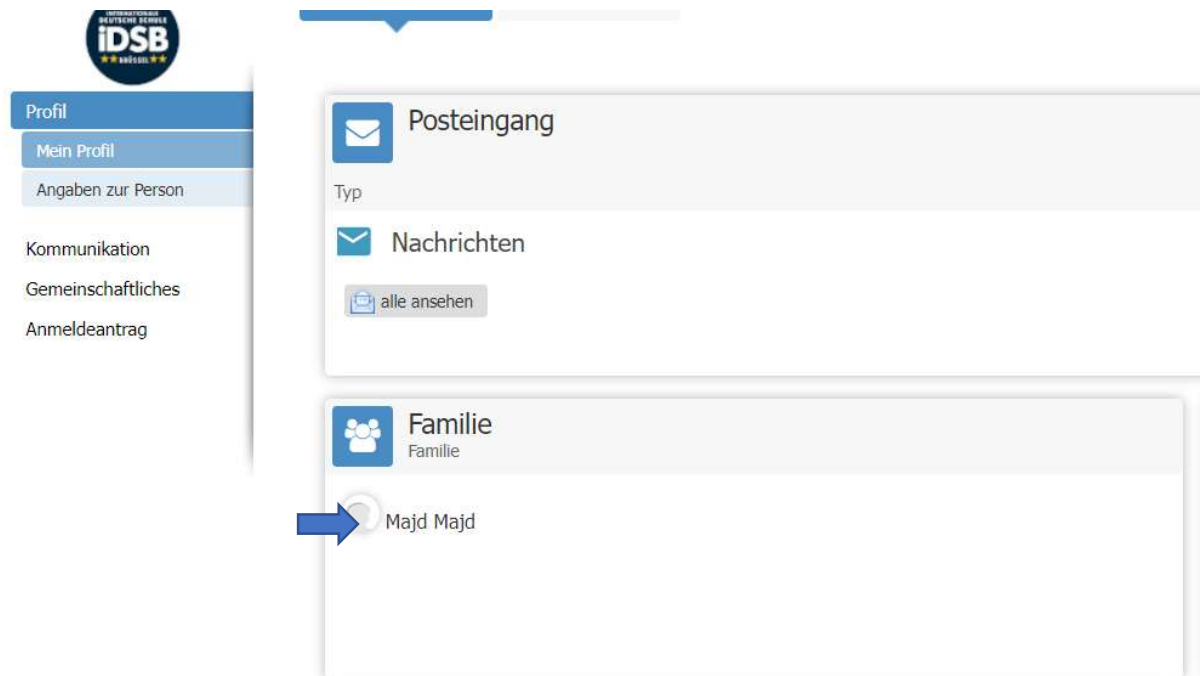 INTERNATIONALE
DEUTSCHE SCHULE
iDSB
BRÜSSEL
Profil
Mein Profil
Angaben zur Person
Kommunikation
Gemeinschaftliches
Anmeldeantrag
Posteingang
Typ
Nachrichten
alle ansehen
Familie
Familie
Majd Majd